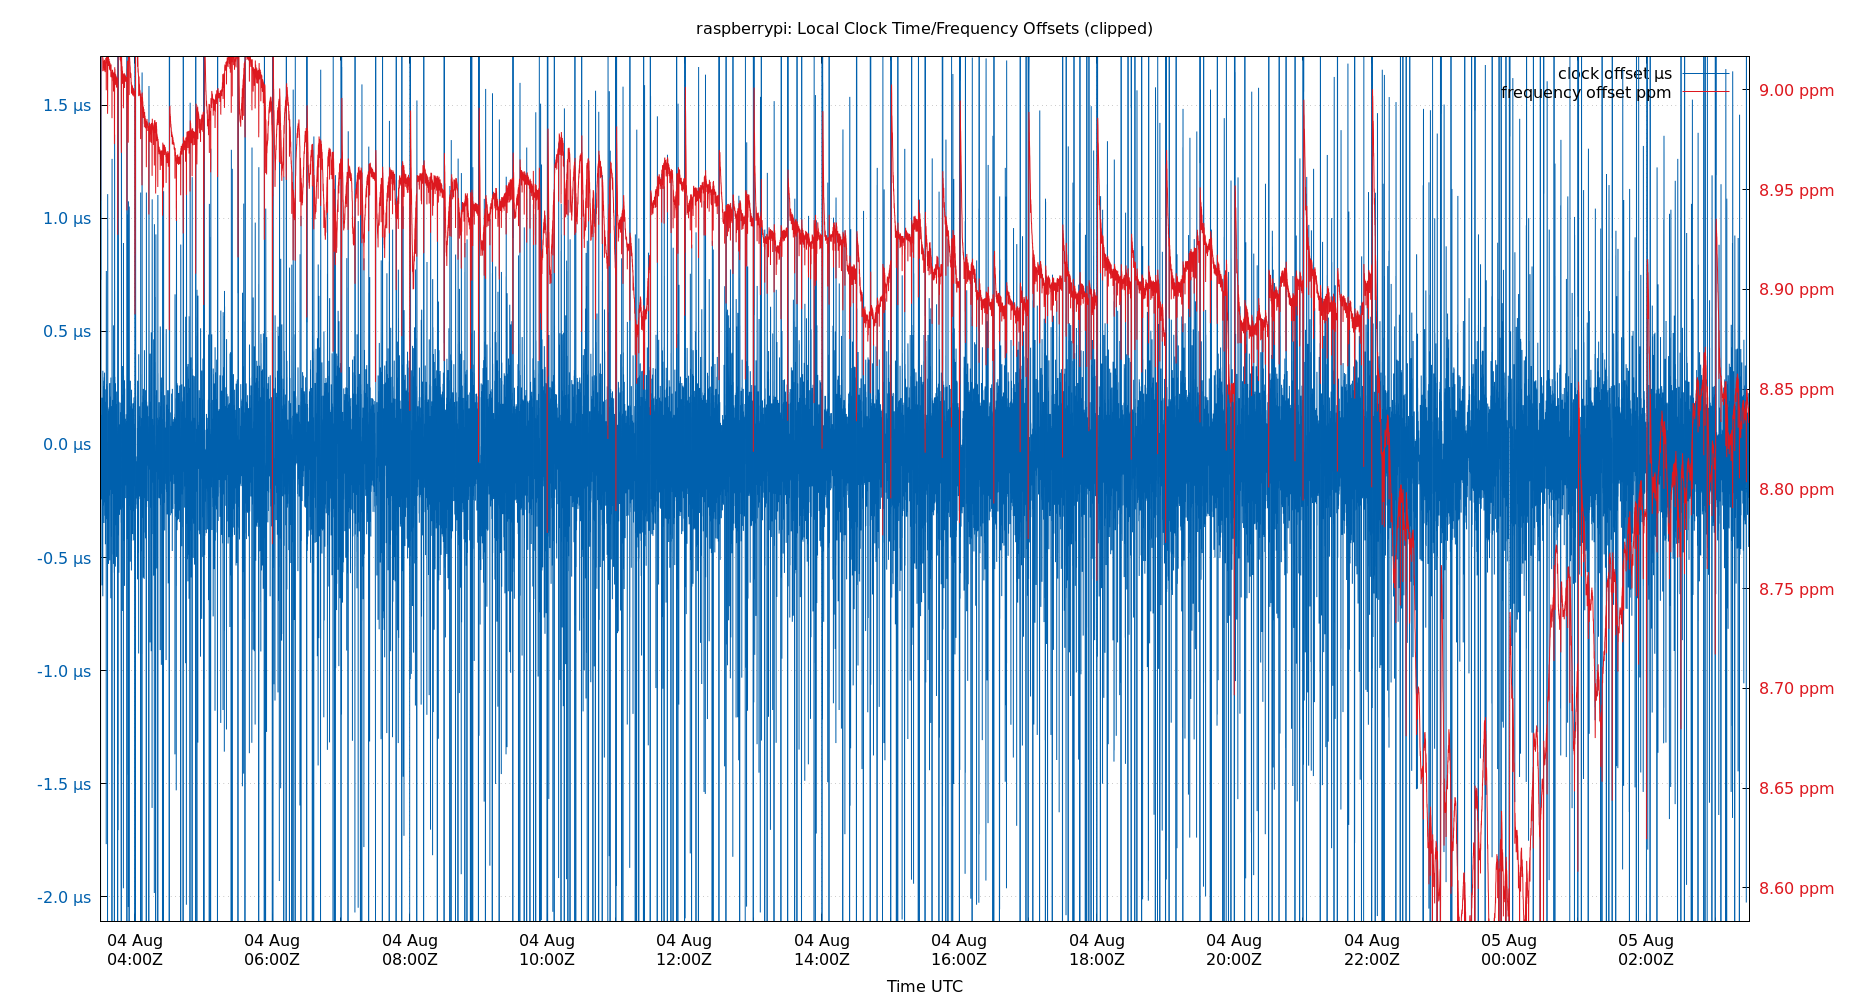 raspberrypi: Local Clock Time/Frequency Offsets (clipped)
clock offset µs
frequency offset ppm
1.5 µs
1.0 µs
0.5 µs
0.0 µs
-0.5 µs
-1.0 µs
-1.5 µs
-2.0 µs
9.00 ppm
8.95 ppm
8.90 ppm
8.85 ppm
8.80 ppm
8.75 ppm
8.70 ppm
8.65 ppm
8.60 ppm
04 Aug 04 Aug 04 Aug 04 Aug 04 Aug 04 Aug 04 Aug 04 Aug 04 Aug 04 Aug 05 Aug 05 Aug
04:00Z 06:00Z 08:00Z 10:00Z 12:00Z 14:00Z 16:00Z 18:00Z 20:00Z 22:00Z 00:00Z 02:00Z
Time UTC